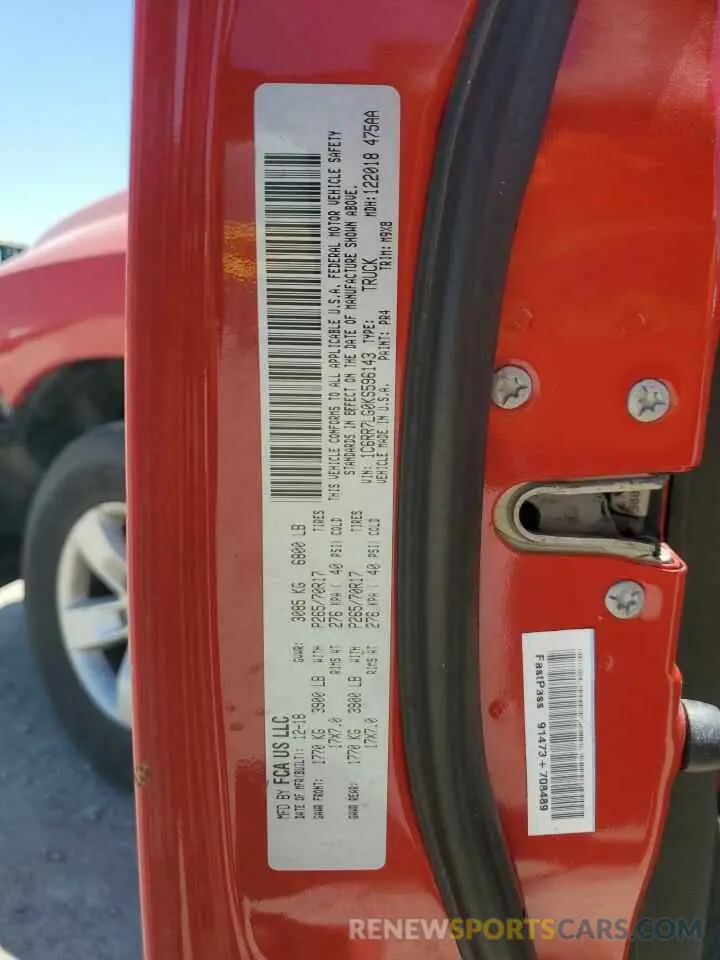 MFD BY FCA US LLC
DATE OF MFR(BUILT): 12-18 GVWR: 3085 KG 6800 LB
GAWR FRONT: 1770 KG 3900 LB WITH P265/70R17 TIRES
17X7.0 RIMS AT 276 KPA( 40 PSI) COLD
GAWR REAR: 1770 KG 3900 LB WITH P265/70R17 TIRES
17X7.0 RIMS AT 276 KPA( 40 PSI) COLD
THIS VEHICLE CONFORMS TO ALL APPLICABLE U.S.A. FEDERAL MOTOR VEHICLE SAFETY
STANDARDS IN EFFECT ON THE DATE OF MANUFACTURE SHOWN ABOVE.
VIN: 1C6RR7LG0KS596143 TYPE: TRUCK MDH: 122018 475AA
VEHICLE MADE IN U.S.A. PAINT: PR4 TRIM: M9X8
FastPass 91473 + 708489
RENEWSPORTSCARS.COM